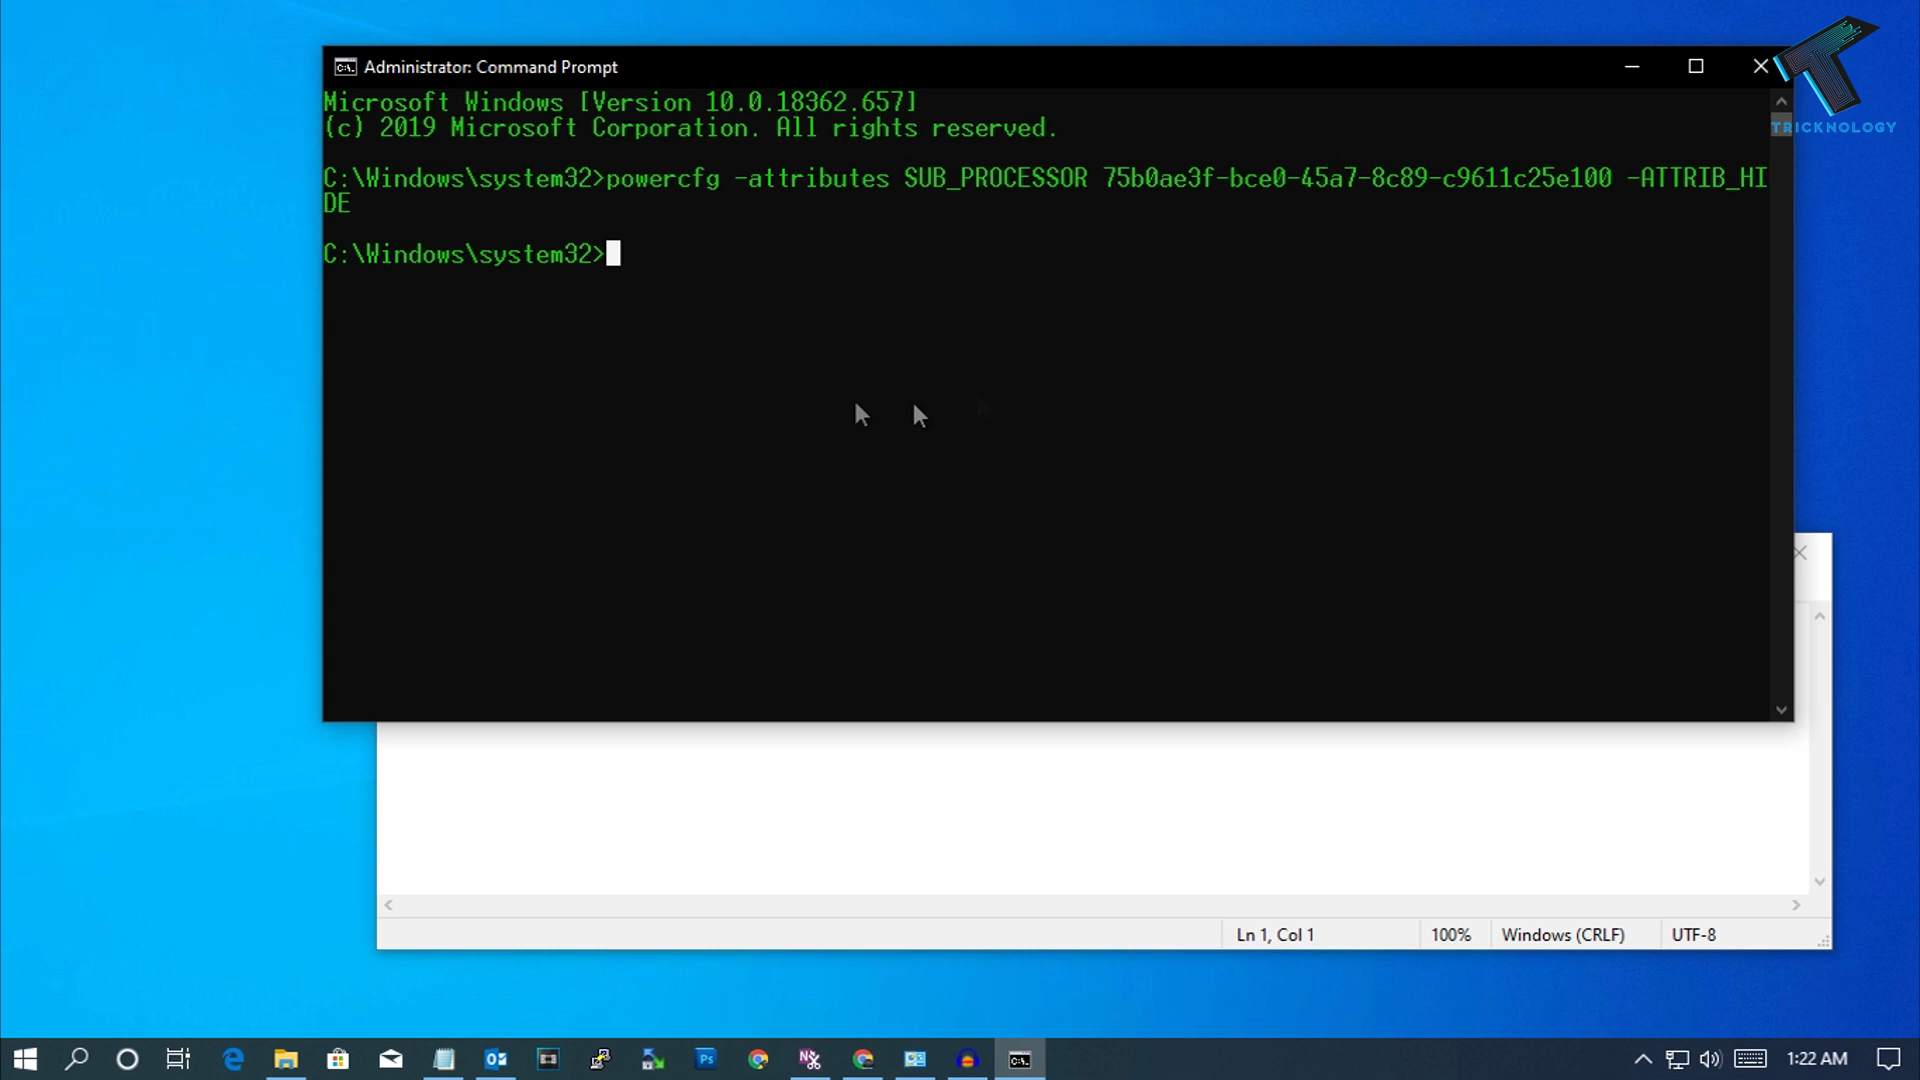 Administrator: Command Prompt
Microsoft Windows [Version 10.0.18362.657]
(c) 2019 Microsoft Corporation. All rights reserved.
C:\Windows\system32>powercfg -attributes SUB_PROCESSOR 75b0ae3f-bce0-45a7-8c89-c9611c25e100 -ATTRIB_HI
DE
C:\Windows\system32>
TRICKNOLOGY
Ln 1, Col 1
100%
Windows (CRLF)
UTF-8
1:22 AM